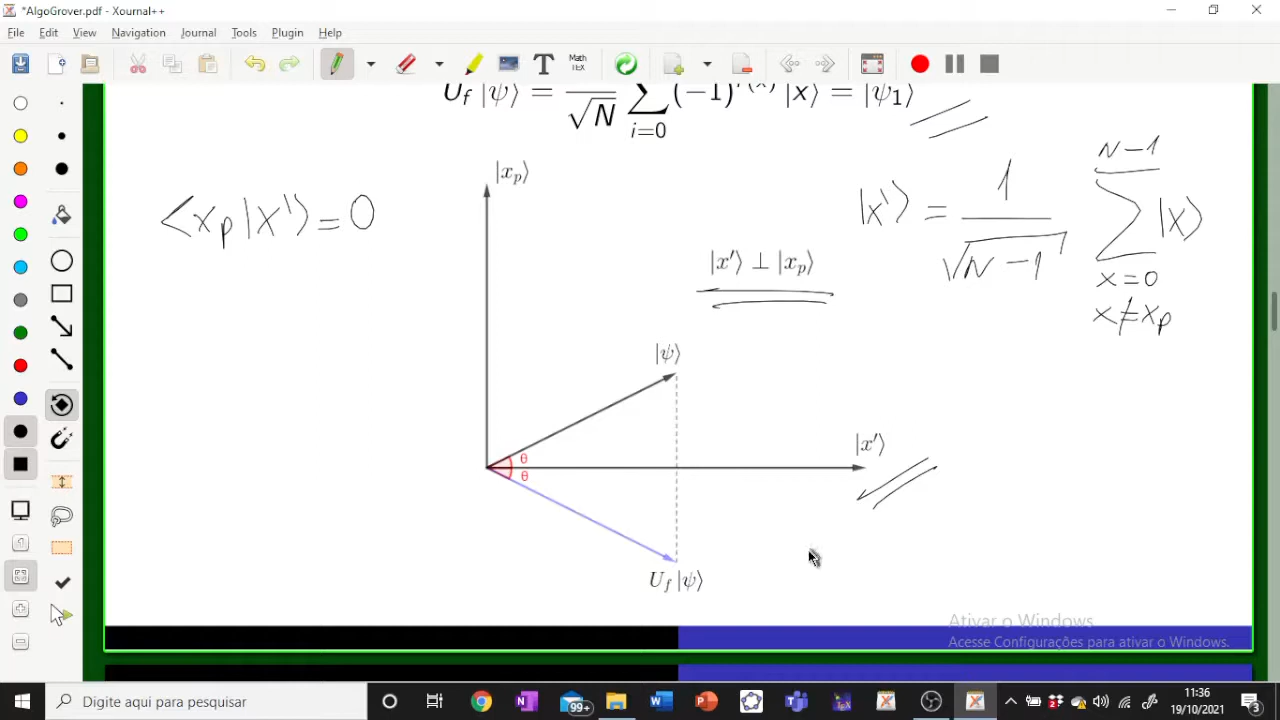 *AlgoGrover.pdf - Xournal++
File Edit View Navigation Journal Tools Plugin Help
T Math TEX
U_f |ψ⟩ = 1/√N ∑_{i=0} (−1)^{f(x)} |x⟩ = |ψ₁⟩
|x_p⟩
⟨x_p|x'⟩ = 0
|x'⟩ = 1/√(N−1) ∑_{x=0, x≠x_p}^{N−1} |x⟩
|x'⟩ ⊥ |x_p⟩
|ψ⟩
|x'⟩
θ
θ
U_f |ψ⟩
Ativar o Windows
Acesse Configurações para ativar o Windows.
Digite aqui para pesquisar
99+
11:36
19/10/2021
3